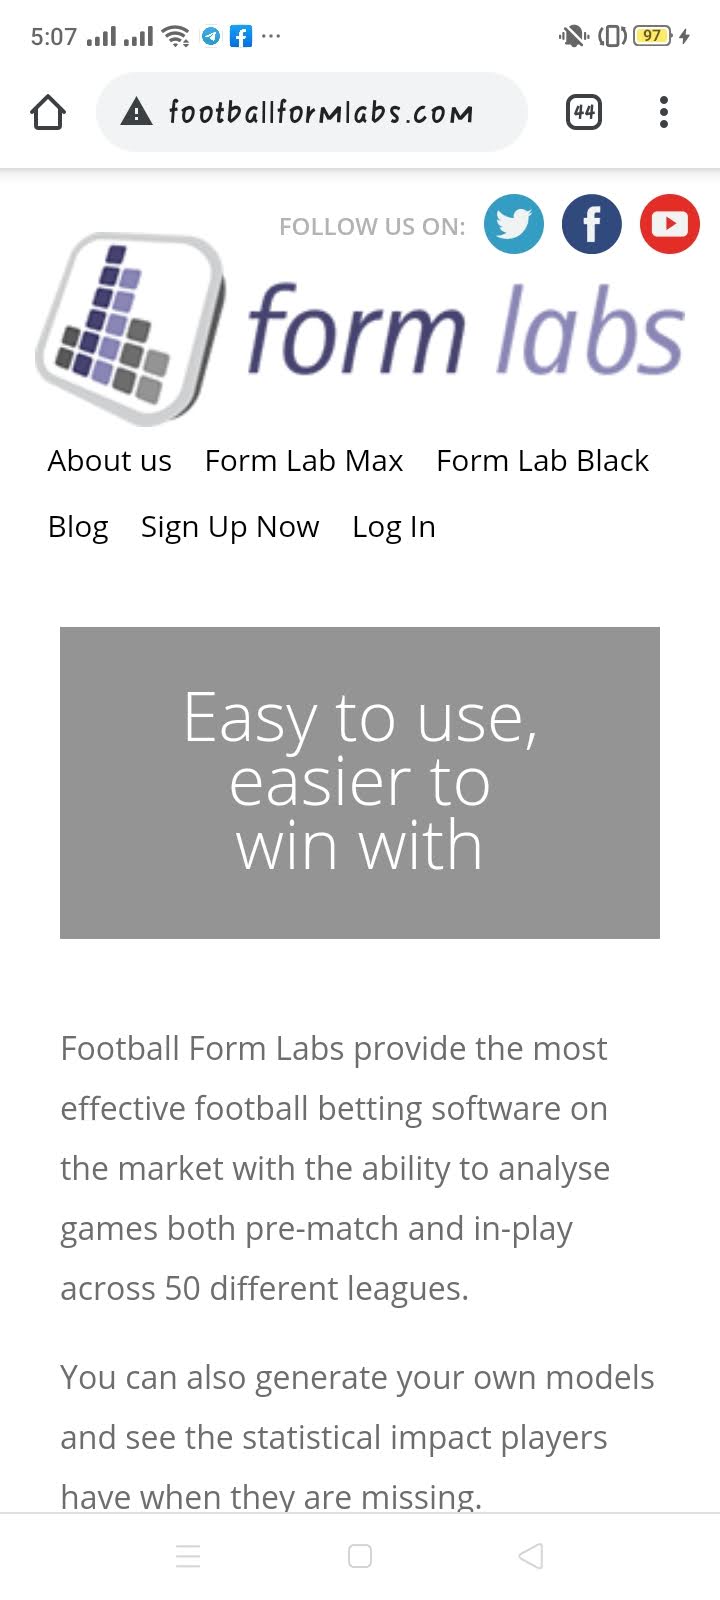 5:07
97
footballformlabs.com
44
FOLLOW US ON:
form labs
About us Form Lab Max Form Lab Black
Blog Sign Up Now Log In
Easy to use,
easier to
win with
Football Form Labs provide the most
effective football betting software on
the market with the ability to analyse
games both pre-match and in-play
across 50 different leagues.
You can also generate your own models
and see the statistical impact players
have when they are missing.